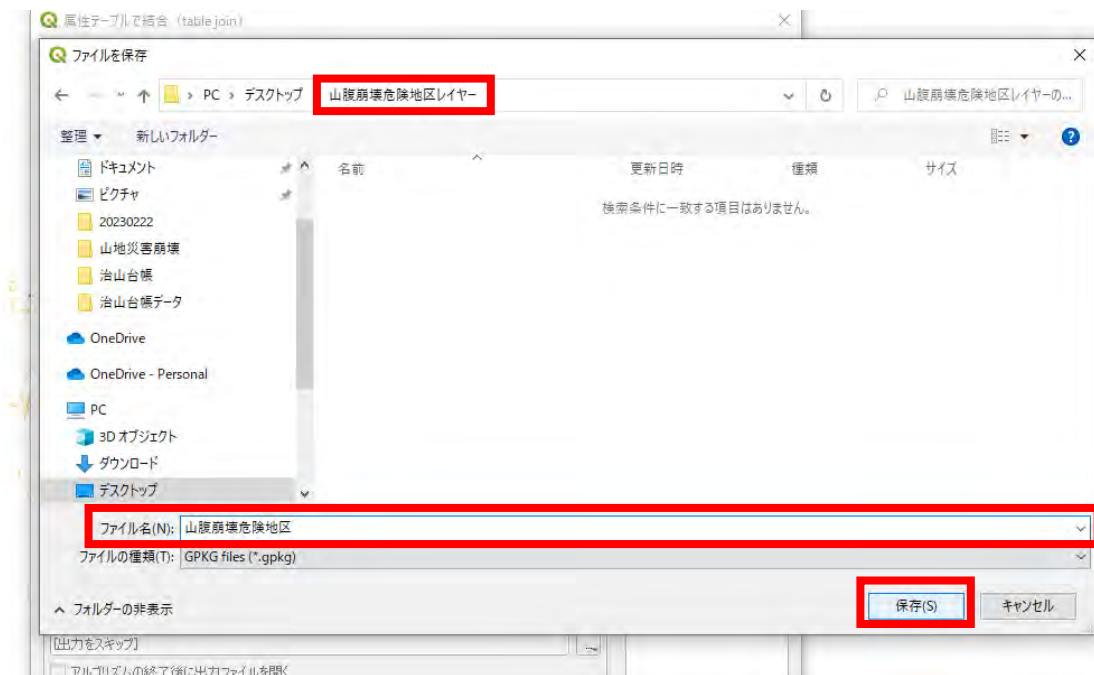 属性テーブルで結合（table join）
ファイルを保存
PC › デスクトップ 山腹崩壊危険地区レイヤー
山腹崩壊危険地区レイヤーの...
整理 新しいフォルダー
ドキュメント
ピクチャ
20230222
山地災害崩壊
治山台帳
治山台帳データ
OneDrive
OneDrive - Personal
PC
3D オブジェクト
ダウンロード
デスクトップ
名前 更新日時 種類 サイズ
検索条件に一致する項目はありません。
ファイル名(N): 山腹崩壊危険地区
ファイルの種類(T): GPKG files (*.gpkg)
フォルダーの非表示
保存(S) キャンセル
[出力をスキップ]
アルゴリズムの終了後に出力ファイルを開く